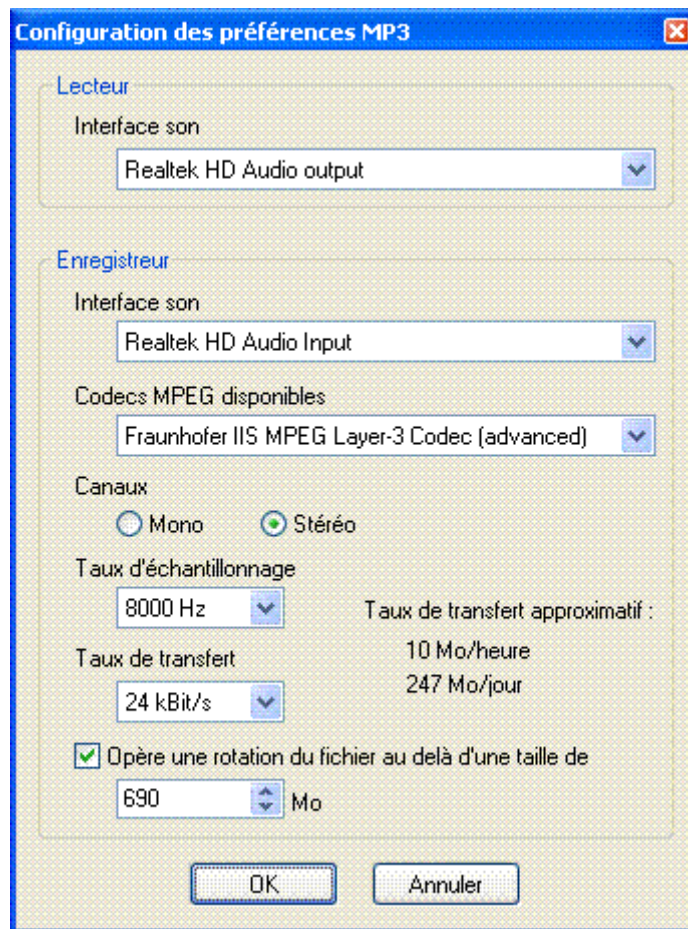 Configuration des préférences MP3
Lecteur
Interface son
Realtek HD Audio output
Enregistreur
Interface son
Realtek HD Audio Input
Codecs MPEG disponibles
Fraunhofer IIS MPEG Layer-3 Codec (advanced)
Canaux
Mono Stéréo
Taux d'échantillonnage
8000 Hz
Taux de transfert approximatif :
10 Mo/heure
247 Mo/jour
Taux de transfert
24 kBit/s
Opère une rotation du fichier au delà d'une taille de
690 Mo
OK Annuler